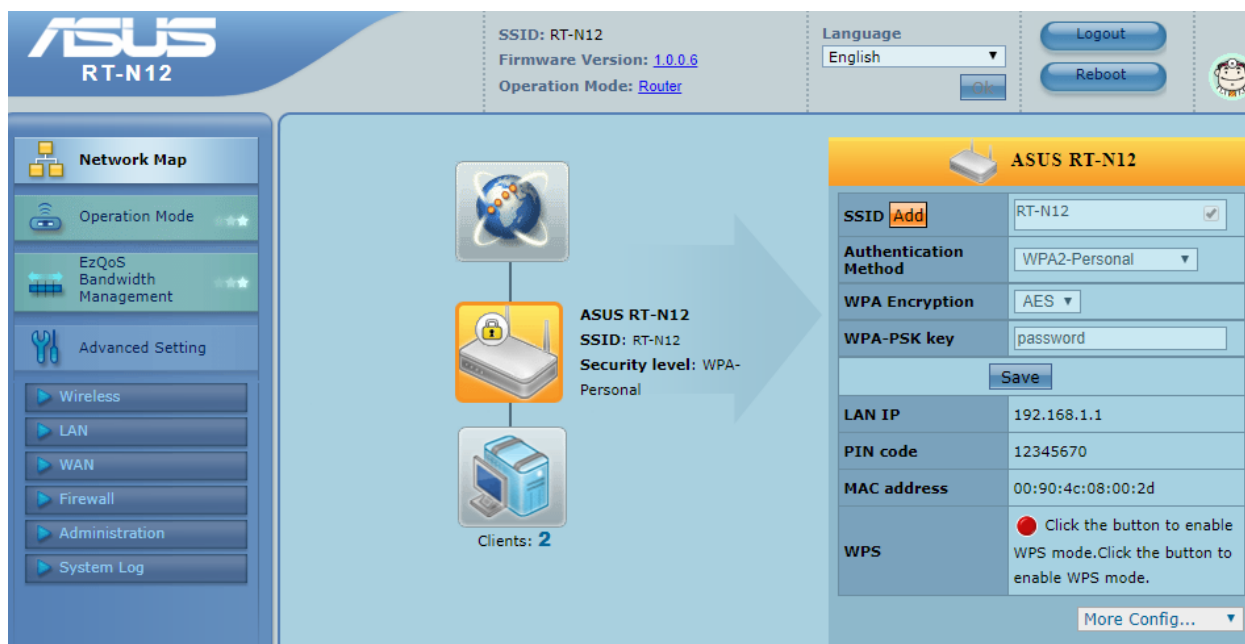 ASUS
RT-N12
SSID: RT-N12
Firmware Version: 1.0.0.6
Operation Mode: Router
Language
English
Ok
Logout
Reboot
Network Map
Operation Mode
EzQoS
Bandwidth
Management
Advanced Setting
Wireless
LAN
WAN
Firewall
Administration
System Log
ASUS RT-N12
SSID: RT-N12
Security level: WPA-
Personal
Clients: 2
ASUS RT-N12
SSID Add RT-N12
Authentication
Method
WPA2-Personal
WPA Encryption AES
WPA-PSK key password
Save
LAN IP 192.168.1.1
PIN code 12345670
MAC address 00:90:4c:08:00:2d
WPS
Click the button to enable
WPS mode.Click the button to
enable WPS mode.
More Config...